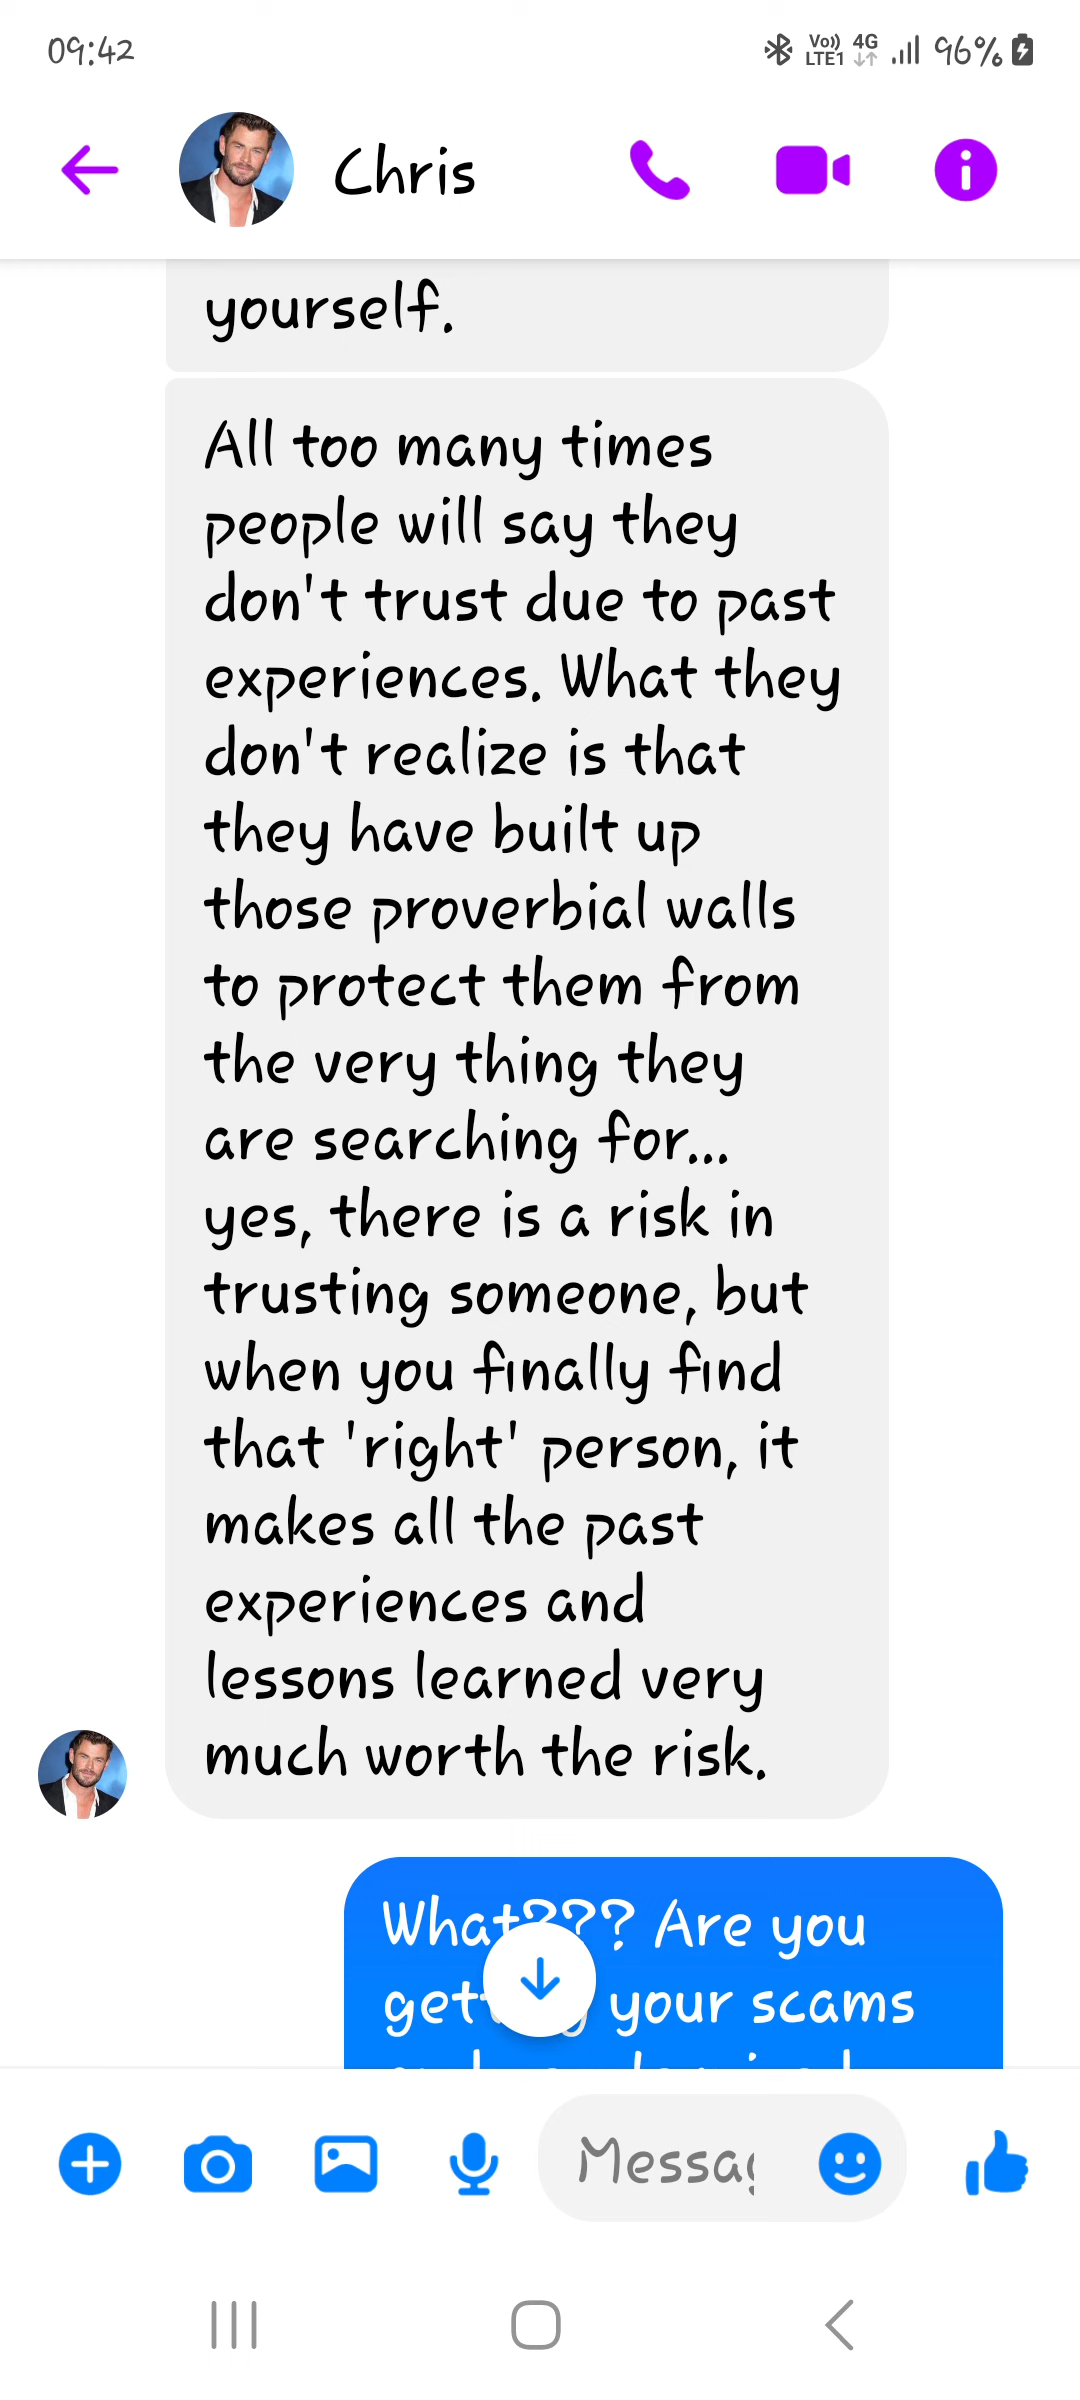 09:42
Vo)) 4G 96%
LTE1
Chris
yourself.
All too many times
people will say they
don't trust due to past
experiences. What they
don't realize is that
they have built up
those proverbial walls
to protect them from
the very thing they
are searching for...
yes, there is a risk in
trusting someone, but
when you finally find
that 'right' person, it
makes all the past
experiences and
lessons learned very
much worth the risk.
What??? Are you
your scams